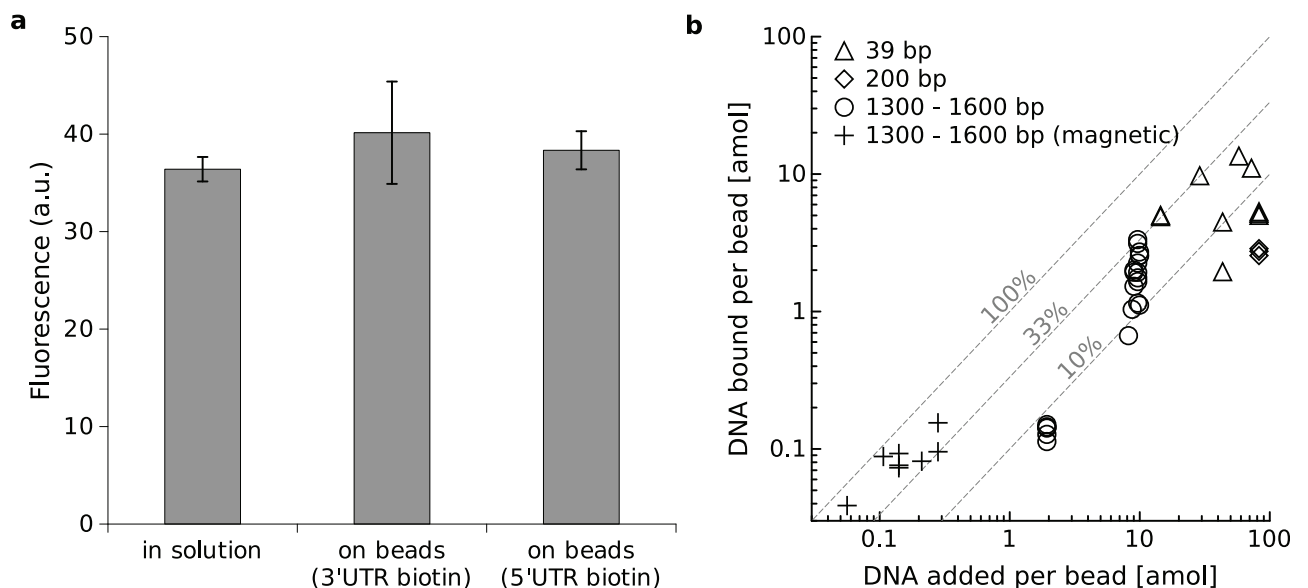 a
50
40
30
20
10
0
Fluorescence (a.u.)
in solution
on beads
(3'UTR biotin)
on beads
(5'UTR biotin)
b
100
10
1
0.1
DNA bound per bead [amol]
39 bp
200 bp
1300 - 1600 bp
1300 - 1600 bp (magnetic)
100%
33%
10%
0.1
1
10
100
DNA added per bead [amol]